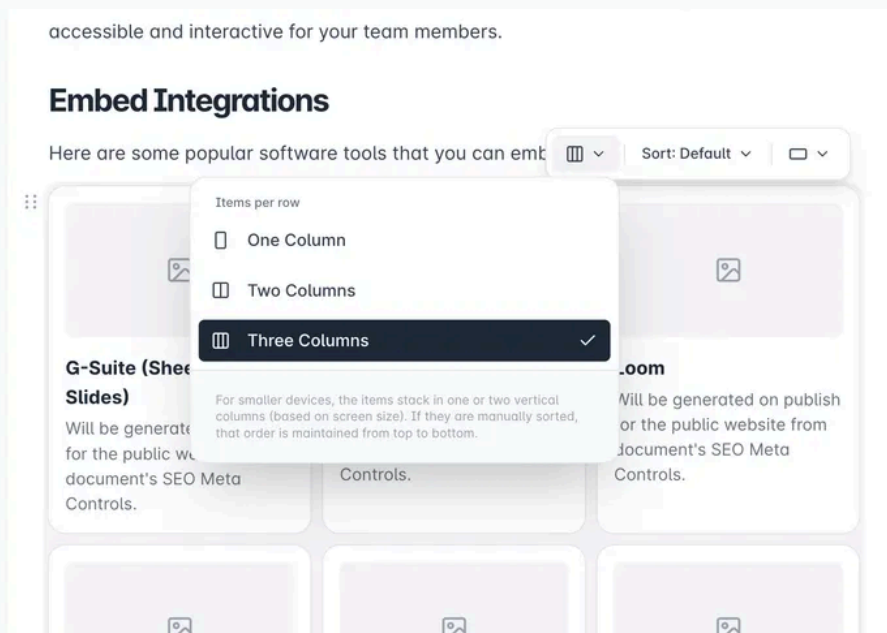 accessible and interactive for your team members.
Embed Integrations
Here are some popular software tools that you can emb
Sort: Default
Items per row
One Column
Two Columns
Three Columns
For smaller devices, the items stack in one or two vertical
columns (based on screen size). If they are manually sorted,
that order is maintained from top to bottom.
G-Suite (Shee
Slides)
Will be generate
for the public we
document's SEO Meta
Controls.
Controls.
Loom
Will be generated on publish
for the public website from
document's SEO Meta
Controls.